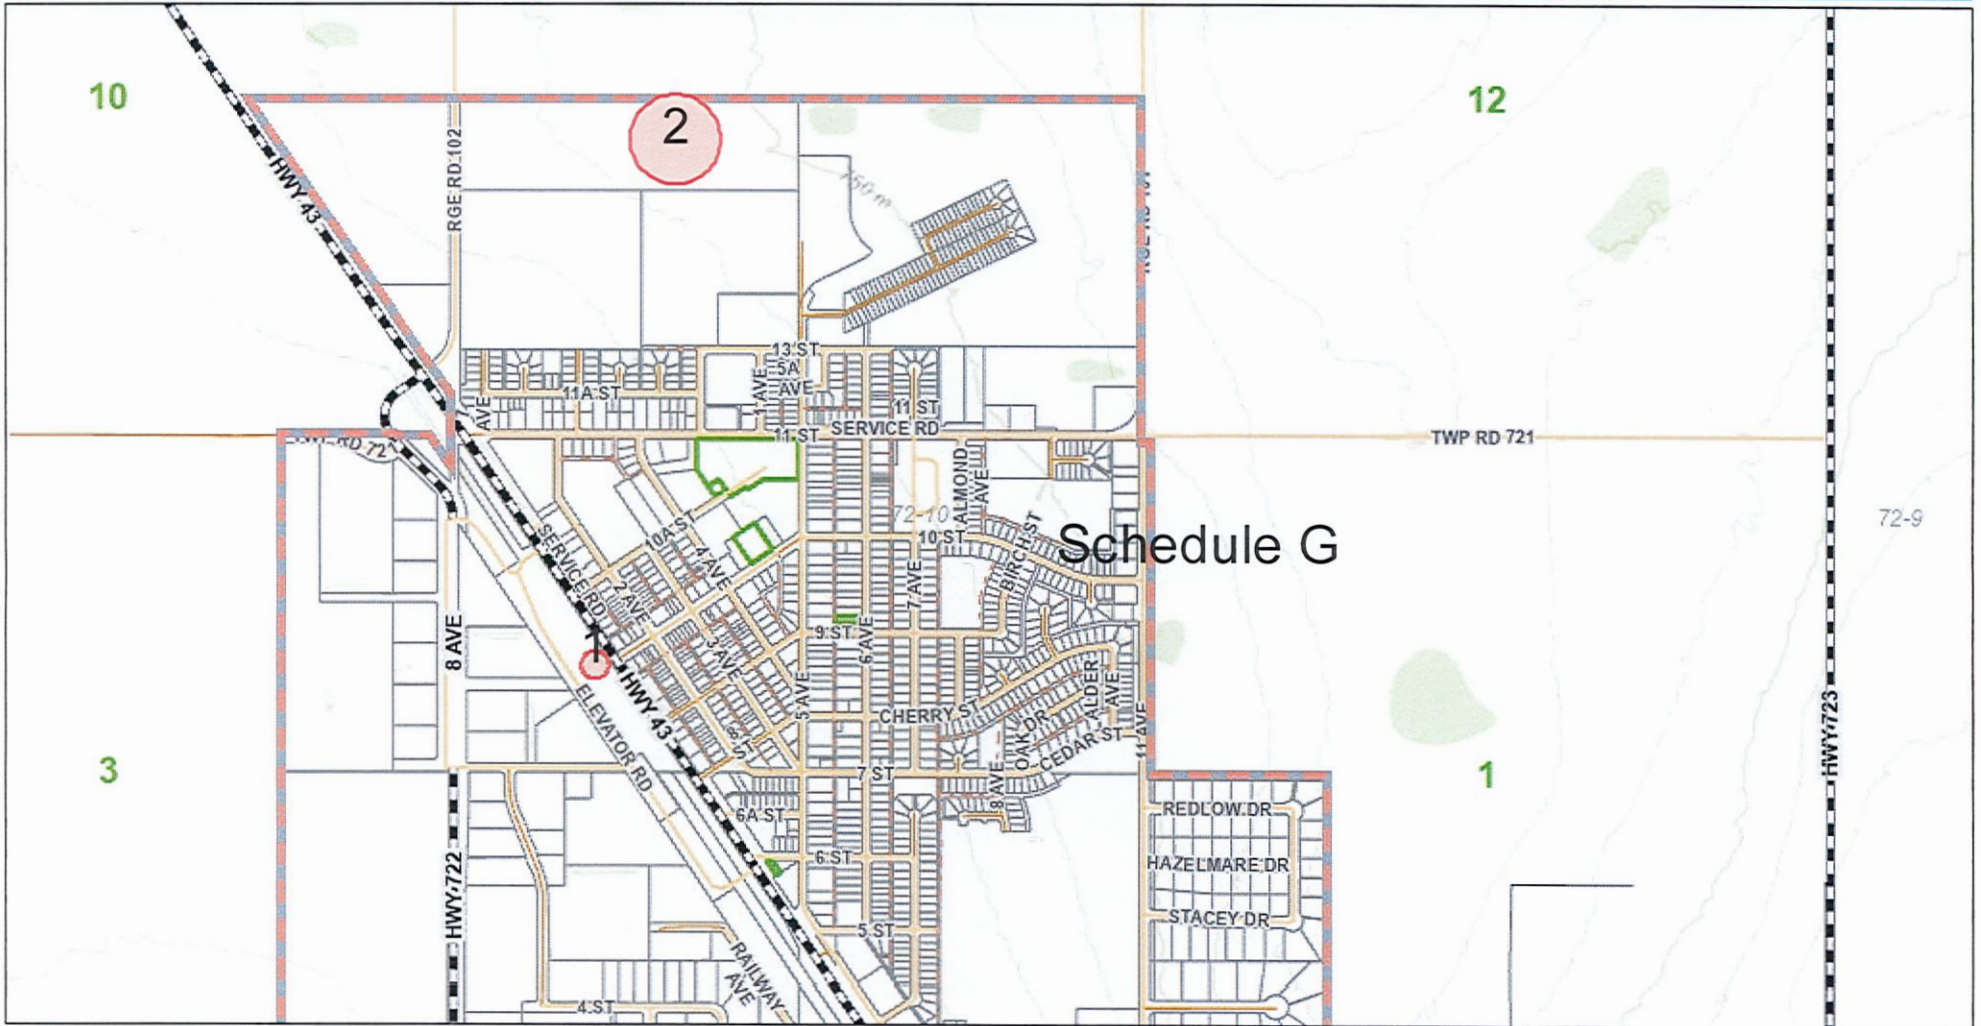 10
12
2
RGE RD 102
HWY 43
750 m
13 ST
5A
AVE
1 AVE
11A ST
AVE
11 ST
SERVICE RD
11 ST
TWP RD 721
ALMOND
AVE
72-10
72-9
10A ST
10 ST
BIRCH ST
Schedule G
SERVICE RD
4 AVE
2 AVE
7 AVE
1
9 ST
6 AVE
3 AVE
8 AVE
HWY 43
ELEVATOR RD
5 AVE
CHERRY ST
ALDER
AVE
OAK DR
CEDAR ST
11 AVE
HWY 723
3
7 ST
8 AVE
1
6A ST
REDLOW DR
6 ST
HAZELMARE DR
HWY 722
STACEY DR
5 ST
RAILWAY
AVE
4 ST